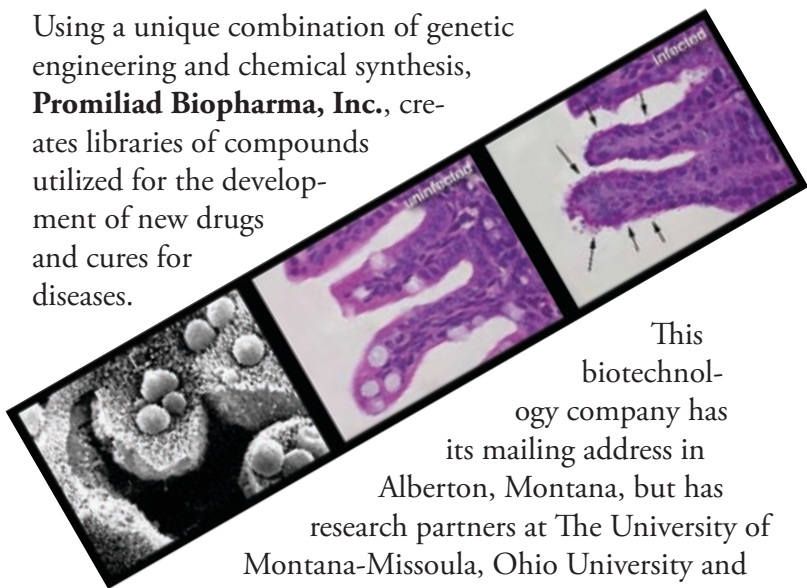 Using a unique combination of genetic
engineering and chemical synthesis,
Promiliad Biopharma, Inc., cre-
ates libraries of compounds
utilized for the develop-
ment of new drugs
and cures for
diseases.
Infected
uninfected
This
biotechnol-
ogy company has
its mailing address in
Alberton, Montana, but has
research partners at The University of
Montana-Missoula, Ohio University and